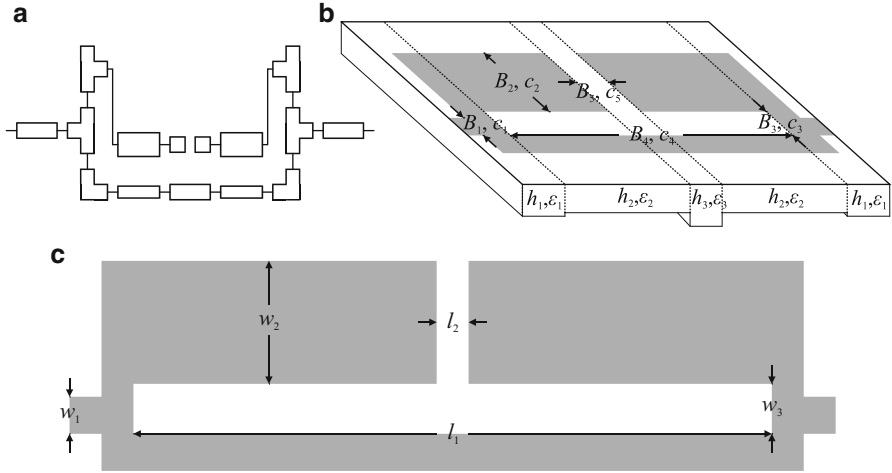 a
b
B₂, c₂
B₅, c₅
B₁, c₁
B₃, c₃
B₄, c₄
h₁,ε₁
h₂,ε₂
h₃,ε₃
h₂,ε₂
h₁,ε₁
c
w₂
l₂
w₁
w₃
l₁